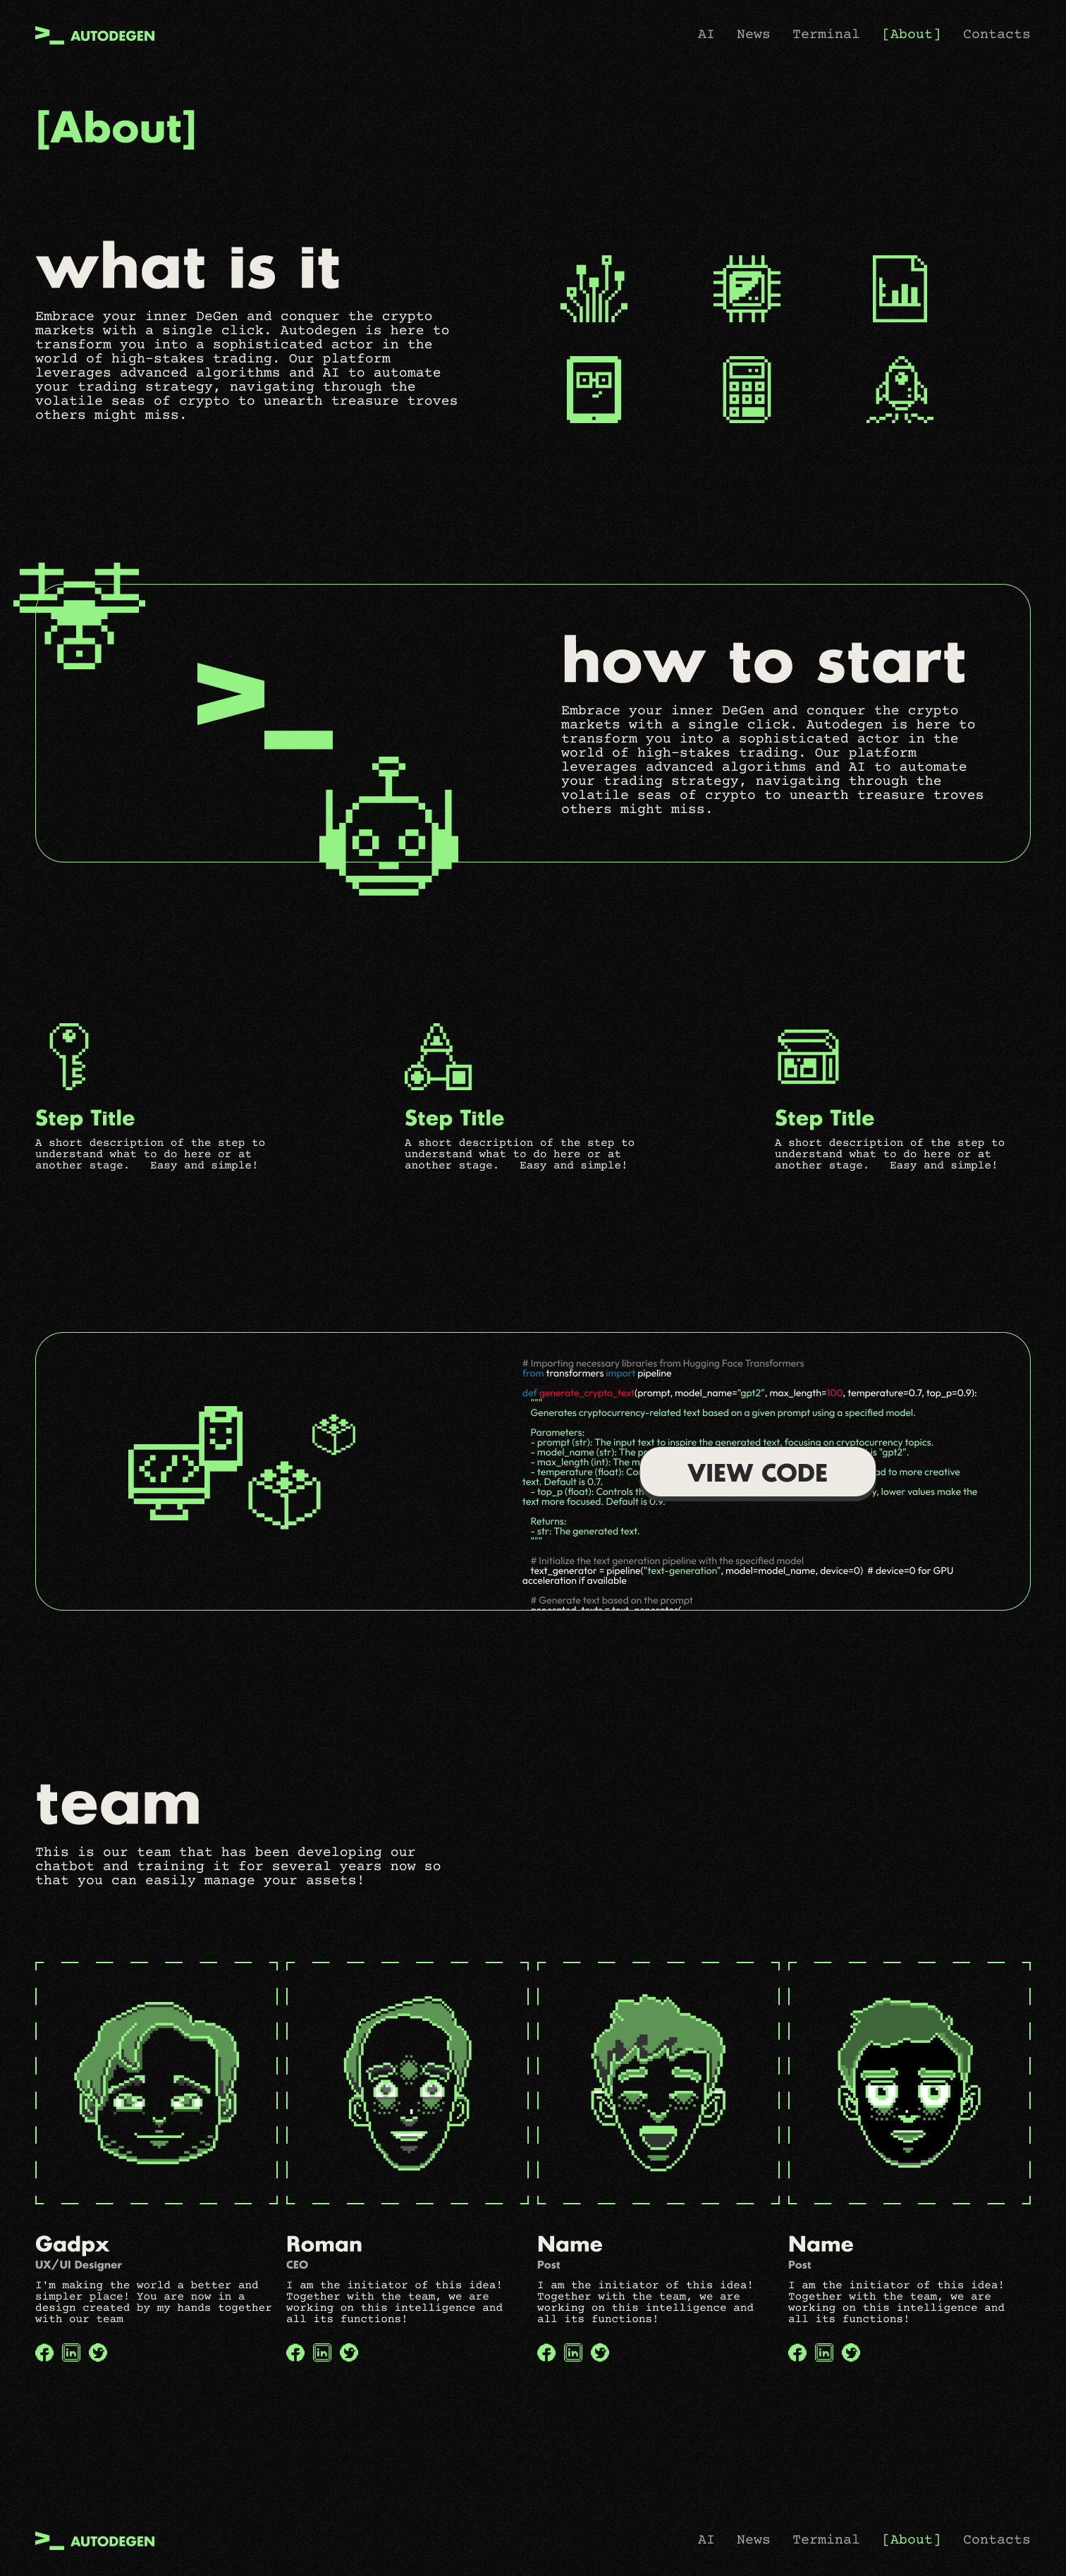 >_ AUTODEGEN
AI News Terminal [About] Contacts
[About]
what is it
Embrace your inner DeGen and conquer the crypto
markets with a single click. Autodegen is here to
transform you into a sophisticated actor in the
world of high-stakes trading. Our platform
leverages advanced algorithms and AI to automate
your trading strategy, navigating through the
volatile seas of crypto to unearth treasure troves
others might miss.
>_
how to start
Embrace your inner DeGen and conquer the crypto
markets with a single click. Autodegen is here to
transform you into a sophisticated actor in the
world of high-stakes trading. Our platform
leverages advanced algorithms and AI to automate
your trading strategy, navigating through the
volatile seas of crypto to unearth treasure troves
others might miss.
Step Title
A short description of the step to
understand what to do here or at
another stage. Easy and simple!
Step Title
A short description of the step to
understand what to do here or at
another stage. Easy and simple!
Step Title
A short description of the step to
understand what to do here or at
another stage. Easy and simple!
# Importing necessary libraries from Hugging Face Transformers
from transformers import pipeline
def generate_crypto_text(prompt, model_name="gpt2", max_length=100, temperature=0.7, top_p=0.9):
"""
Generates cryptocurrency-related text based on a given prompt using a specified model.
Parameters:
- prompt (str): The input text to inspire the generated text, focusing on cryptocurrency topics.
- model_name (str): The is "gpt2".
- max_length (int): The
- temperature (float): to more creative
text. Default is 0.7.
- top_p (float): Controls lower values make the
text more focused. Default is 0.9.
VIEW CODE
Returns:
- str: The generated text.
"""
# Initialize the text generation pipeline with the specified model
text_generator = pipeline("text-generation", model=model_name, device=0) # device=0 for GPU
acceleration if available
# Generate text based on the prompt
generated_texts = text_generator(
team
This is our team that has been developing our
chatbot and training it for several years now so
that you can easily manage your assets!
Gadpx
UX/UI Designer
I'm making the world a better and
simpler place! You are now in a
design created by my hands together
with our team
Roman
CEO
I am the initiator of this idea!
Together with the team, we are
working on this intelligence and
all its functions!
Name
Post
I am the initiator of this idea!
Together with the team, we are
working on this intelligence and
all its functions!
Name
Post
I am the initiator of this idea!
Together with the team, we are
working on this intelligence and
all its functions!
>_ AUTODEGEN
AI News Terminal [About] Contacts